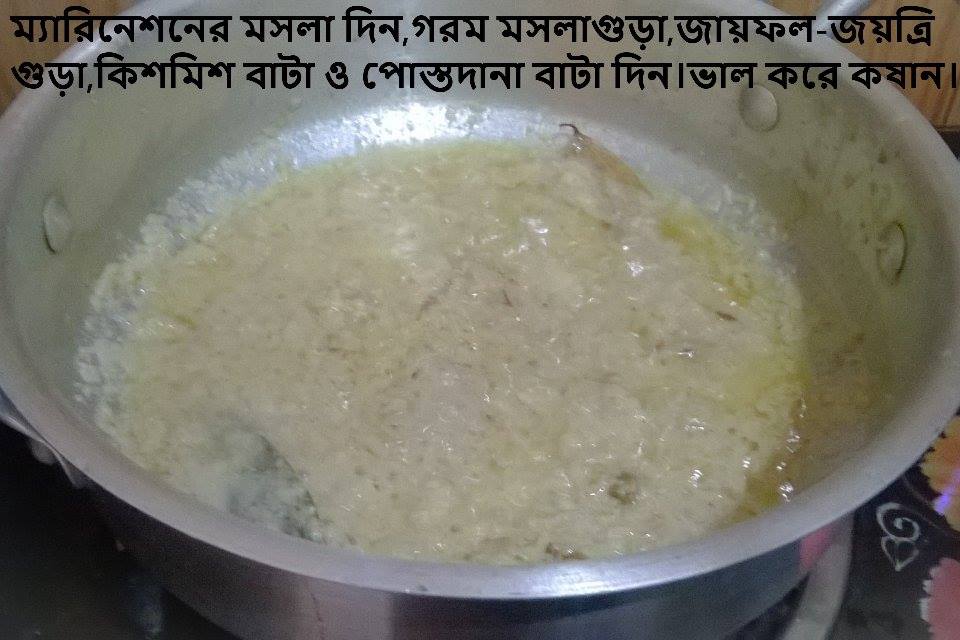 ম্যারিনেশনের মসলা দিন,গরম মসলাগুড়া,জায়ফল-জয়ত্রি
গুড়া,কিশমিশ বাটা ও পোস্তদানা বাটা দিন।ভাল করে কষান।